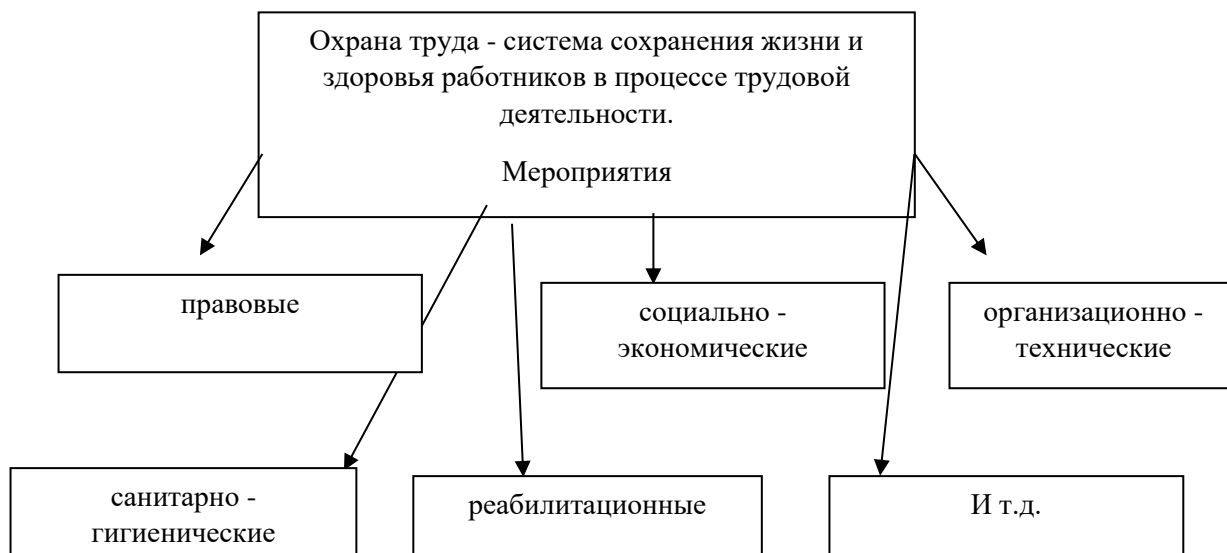 Охрана труда - система сохранения жизни и
здоровья работников в процессе трудовой
деятельности.
Мероприятия
правовые
социально -
экономические
организационно -
технические
санитарно -
гигиенические
реабилитационные
И т.д.